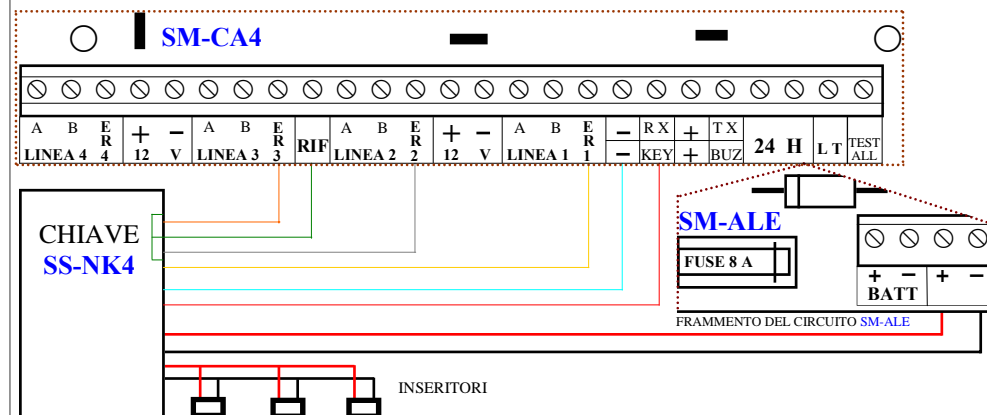 SM-CA4
A B ER4 + − A B ER3 RIF A B ER2 + − A B ER1 − RX + TX 24 H LT TEST ALL
LINEA 4 12 V LINEA 3 LINEA 2 12 V LINEA 1 − KEY + BUZ
CHIAVE
SS-NK4
SM-ALE
FUSE 8 A
+ − + −
BATT
FRAMMENTO DEL CIRCUITO SM-ALE
INSERITORI